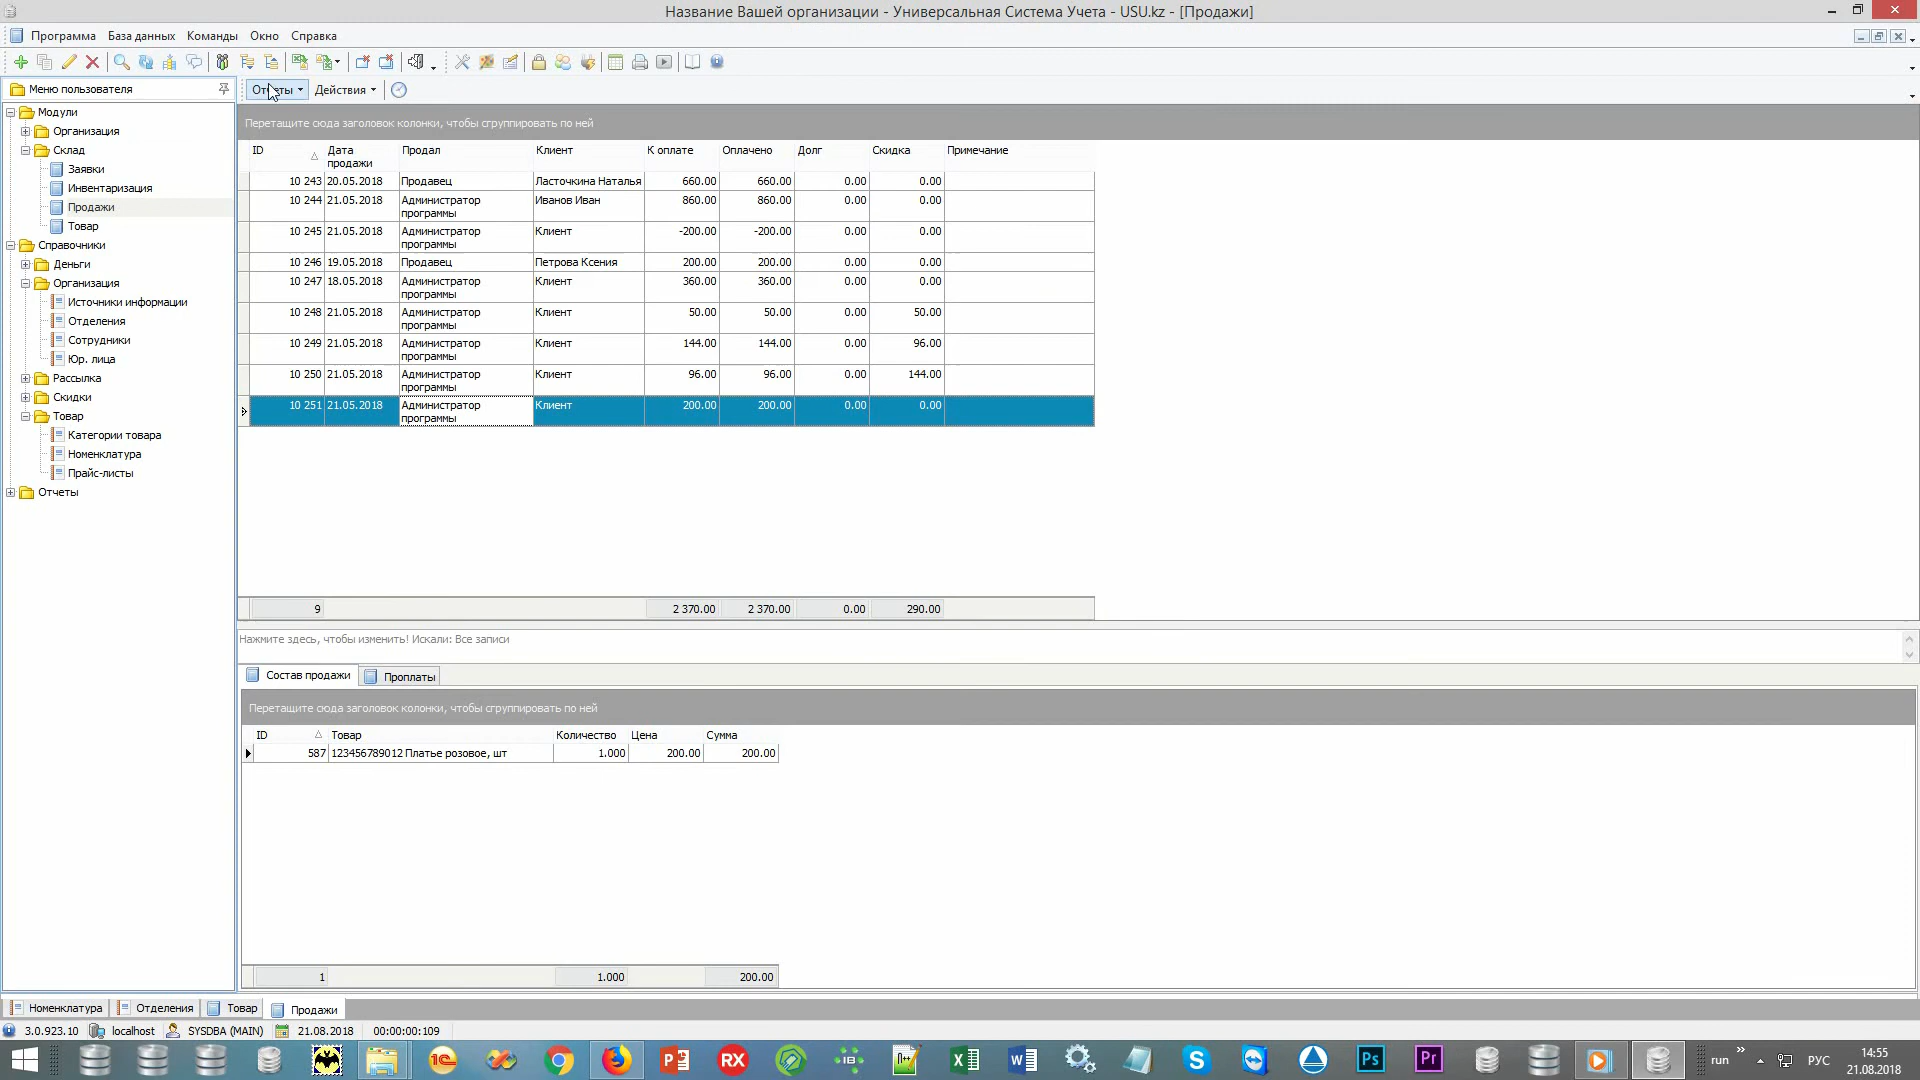 Название Вашей организации - Универсальная Система Учета - USU.kz - [Продажи]
Программа База данных Команды Окно Справка
Меню пользователя
Отчеты Действия
Модули
Организация
Склад
Заявки
Инвентаризация
Продажи
Товар
Справочники
Деньги
Организация
Источники информации
Отделения
Сотрудники
Юр. лица
Рассылка
Скидки
Товар
Категории товара
Номенклатура
Прайс-листы
Отчеты
Перетащите сюда заголовок колонки, чтобы сгруппировать по ней
ID Дата продажи Продал Клиент К оплате Оплачено Долг Скидка Примечание
10 243 20.05.2018 Продавец Ласточкина Наталья 660.00 660.00 0.00 0.00
10 244 21.05.2018 Администратор программы Иванов Иван 860.00 860.00 0.00 0.00
10 245 21.05.2018 Администратор программы Клиент -200.00 -200.00 0.00 0.00
10 246 19.05.2018 Продавец Петрова Ксения 200.00 200.00 0.00 0.00
10 247 18.05.2018 Администратор программы Клиент 360.00 360.00 0.00 0.00
10 248 21.05.2018 Администратор программы Клиент 50.00 50.00 0.00 50.00
10 249 21.05.2018 Администратор программы Клиент 144.00 144.00 0.00 96.00
10 250 21.05.2018 Администратор программы Клиент 96.00 96.00 0.00 144.00
10 251 21.05.2018 Администратор программы Клиент 200.00 200.00 0.00 0.00
9 2 370.00 2 370.00 0.00 290.00
Нажмите здесь, чтобы изменить! Искали: Все записи
Состав продажи Проплаты
Перетащите сюда заголовок колонки, чтобы сгруппировать по ней
ID Товар Количество Цена Сумма
587 123456789012 Платье розовое, шт 1.000 200.00 200.00
1 1.000 200.00
Номенклатура Отделения Товар Продажи
3.0.923.10 localhost SYSDBA (MAIN) 21.08.2018 00:00:00:109
run РУС 14:55
21.08.2018